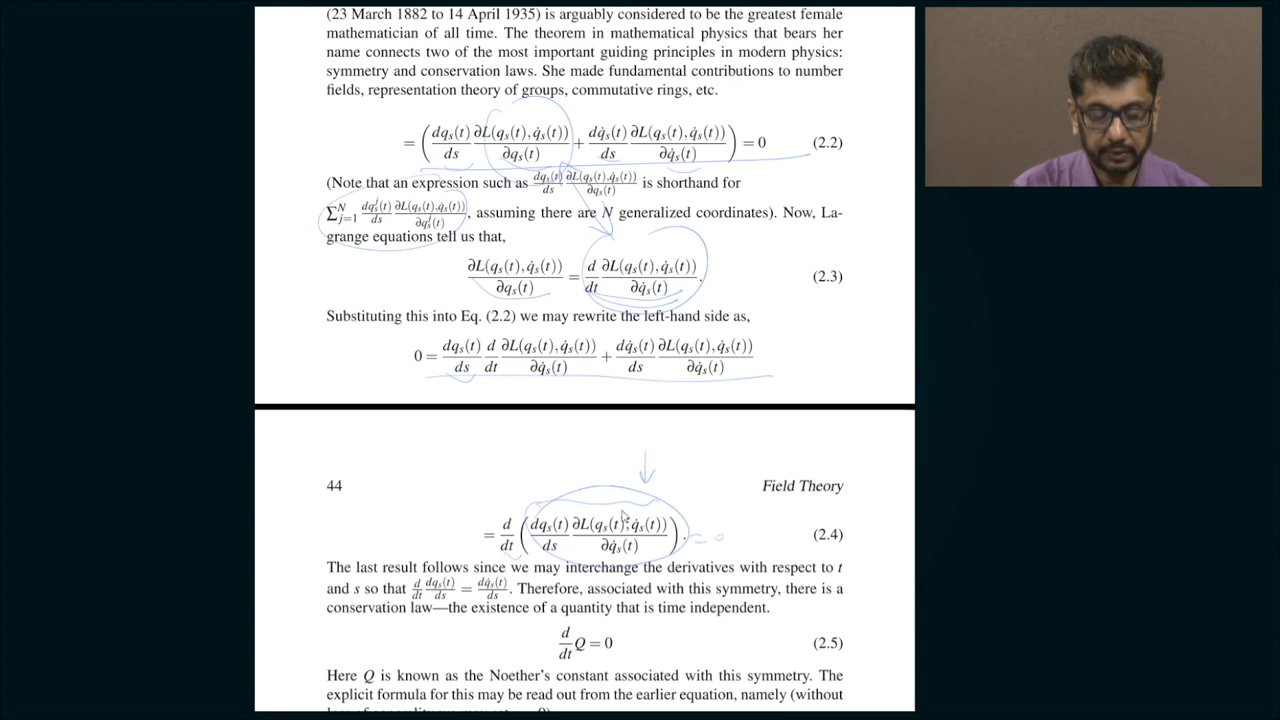 (23 March 1882 to 14 April 1935) is arguably considered to be the greatest female
mathematician of all time. The theorem in mathematical physics that bears her
name connects two of the most important guiding principles in modern physics:
symmetry and conservation laws. She made fundamental contributions to number
fields, representation theory of groups, commutative rings, etc.
= ( dq_s(t)/ds ∂L(q_s(t), q̇_s(t))/∂q_s(t) + dq̇_s(t)/ds ∂L(q_s(t), q̇_s(t))/∂q̇_s(t) ) = 0 (2.2)
(Note that an expression such as dq_s(t)/ds ∂L(q_s(t),q̇_s(t))/∂q_s(t) is shorthand for
∑_{j=1}^N dq_s^j(t)/ds ∂L(q_s(t),q̇_s(t))/∂q_s^j(t), assuming there are N generalized coordinates). Now, La-
grange equations tell us that,
∂L(q_s(t), q̇_s(t))/∂q_s(t) = d/dt ∂L(q_s(t), q̇_s(t))/∂q̇_s(t). (2.3)
Substituting this into Eq. (2.2) we may rewrite the left-hand side as,
0 = dq_s(t)/ds d/dt ∂L(q_s(t), q̇_s(t))/∂q̇_s(t) + dq̇_s(t)/ds ∂L(q_s(t), q̇_s(t))/∂q̇_s(t)
44 Field Theory
= d/dt ( dq_s(t)/ds ∂L(q_s(t), q̇_s(t))/∂q̇_s(t) ). = 0 (2.4)
The last result follows since we may interchange the derivatives with respect to t
and s so that d/dt dq_s(t)/ds = dq̇_s(t)/ds. Therefore, associated with this symmetry, there is a
conservation law—the existence of a quantity that is time independent.
d/dt Q = 0 (2.5)
Here Q is known as the Noether's constant associated with this symmetry. The
explicit formula for this may be read out from the earlier equation, namely (without